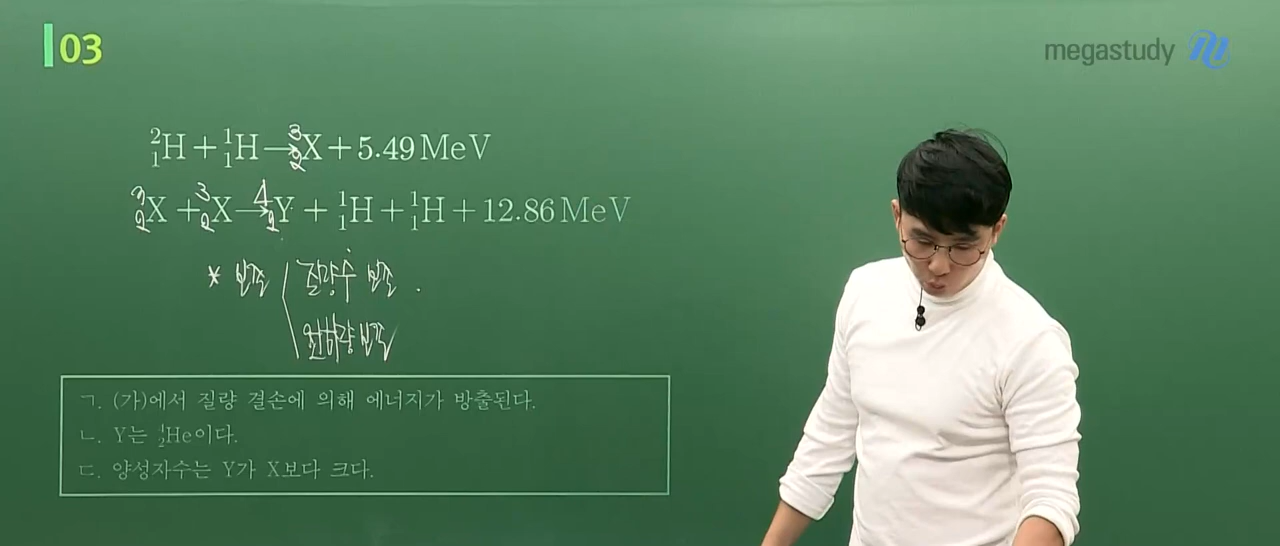 03
megastudy
²₁H + ¹₁H → ³₂X + 5.49 MeV
³₂X + ³₂X → ⁴₂Y + ¹₁H + ¹₁H + 12.86 MeV
* 보존 질량수 보존.
전하량 보존
ㄱ. (가)에서 질량 결손에 의해 에너지가 방출된다.
ㄴ. Y는 ⁴₂He이다.
ㄷ. 양성자수는 Y가 X보다 크다.